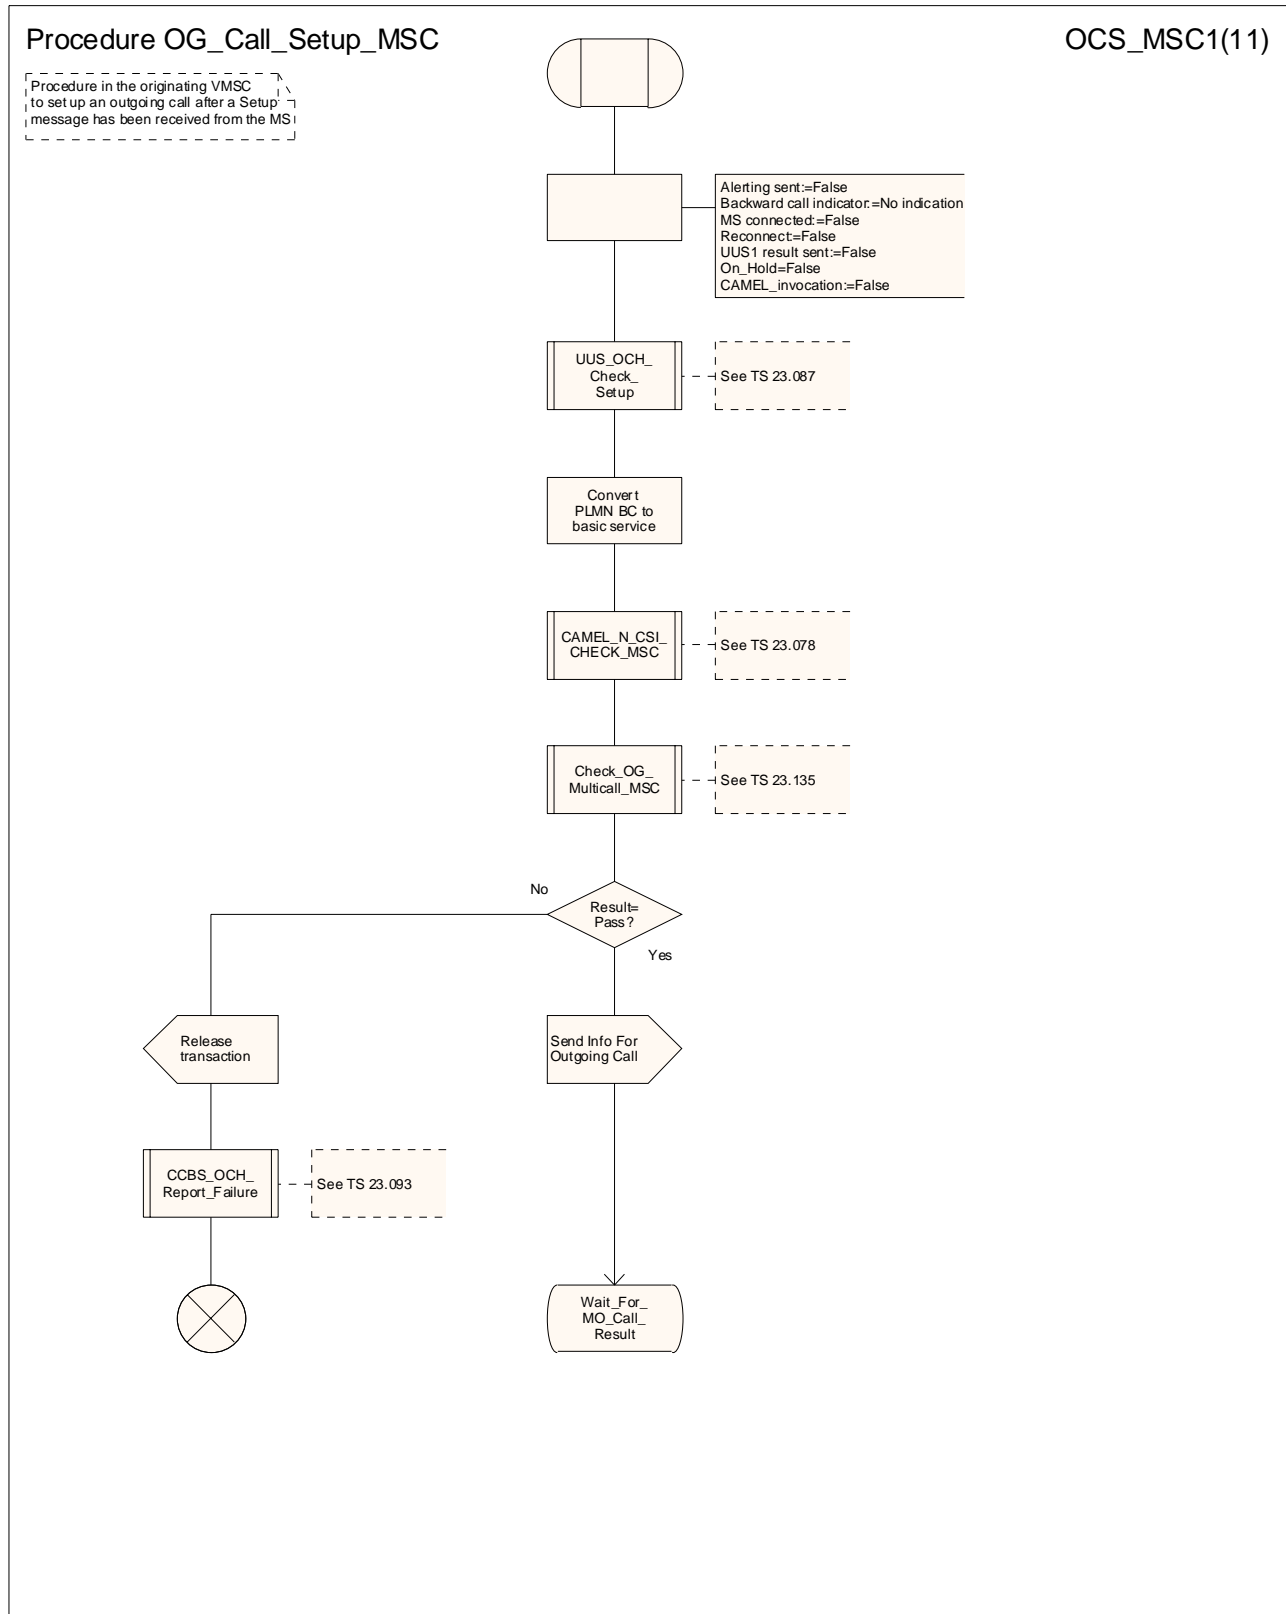 Procedure OG_Call_Setup_MSC
OCS_MSC1(11)
Procedure in the originating VMSC
to set up an outgoing call after a Setup
message has been received from the MS
Alerting sent:=False
Backward call indicator:=No indication
MS connected:=False
Reconnect:=False
UUS1 result sent:=False
On_Hold=False
CAMEL_invocation:=False
UUS_OCH_
Check_
Setup
See TS 23.087
Convert
PLMN BC to
basic service
CAMEL_N_CSI_
CHECK_MSC
See TS 23.078
Check_OG_
Multicall_MSC
See TS 23.135
No
Result=
Pass?
Yes
Release
transaction
Send Info For
Outgoing Call
CCBS_OCH_
Report_Failure
See TS 23.093
Wait_For_
MO_Call_
Result